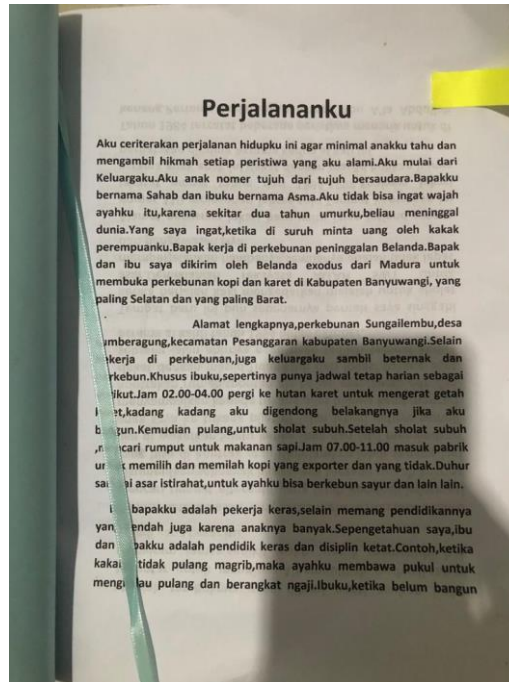 Perjalananku
Aku ceriterakan perjalanan hidupku ini agar minimal anakku tahu dan
mengambil hikmah setiap peristiwa yang aku alami.Aku mulai dari
Keluargaku.Aku anak nomer tujuh dari tujuh bersaudara.Bapakku
bernama Sahab dan ibuku bernama Asma.Aku tidak bisa ingat wajah
ayahku itu,karena sekitar dua tahun umurku,beliau meninggal
dunia.Yang saya ingat,ketika di suruh minta uang oleh kakak
perempuanku.Bapak kerja di perkebunan peninggalan Belanda.Bapak
dan ibu saya dikirim oleh Belanda exodus dari Madura untuk
membuka perkebunan kopi dan karet di Kabupaten Banyuwangi, yang
paling Selatan dan yang paling Barat.
Alamat lengkapnya,perkebunan Sungailembu,desa
umberagung,kecamatan Pesanggaran kabupaten Banyuwangi.Selain
ekerja di perkebunan,juga keluargaku sambil beternak dan
rkebun.Khusus ibuku,sepertinya punya jadwal tetap harian sebagai
ikut.Jam 02.00-04.00 pergi ke hutan karet untuk mengerat getah
et,kadang kadang aku digendong belakangnya jika aku
ngun.Kemudian pulang,untuk sholat subuh.Setelah sholat subuh
cari rumput untuk makanan sapi.Jam 07.00-11.00 masuk pabrik
memilih dan memilah kopi yang exporter dan yang tidak.Duhur
asar istirahat,untuk ayahku bisa berkebun sayur dan lain lain.
bapakku adalah pekerja keras,selain memang pendidikannya
yan endah juga karena anaknya banyak.Sepengetahuan saya,ibu
dan pakku adalah pendidik keras dan disiplin ketat.Contoh,ketika
kaka tidak pulang magrib,maka ayahku membawa pukul untuk
meng lau pulang dan berangkat ngaji.Ibuku,ketika belum bangun